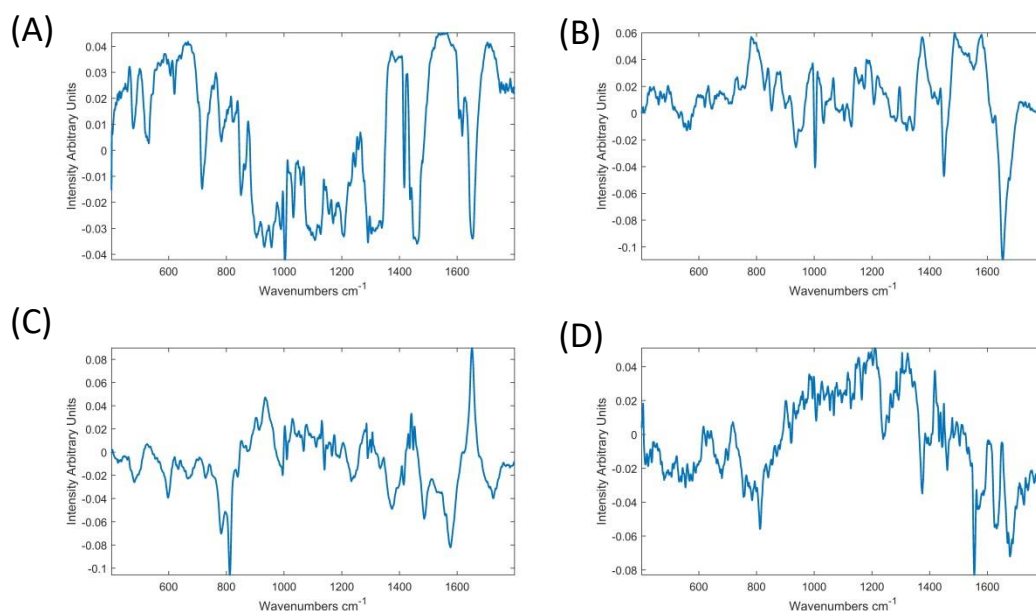 (A)
0.04
0.03
0.02
0.01
0
-0.01
-0.02
-0.03
-0.04
Intensity Arbitrary Units
600 800 1000 1200 1400 1600
Wavenumbers cm-1
(B)
0.06
0.04
0.02
0
-0.02
-0.04
-0.06
-0.08
-0.1
Intensity Arbitrary Units
600 800 1000 1200 1400 1600
Wavenumbers cm-1
(C)
0.08
0.06
0.04
0.02
0
-0.02
-0.04
-0.06
-0.08
-0.1
Intensity Arbitrary Units
600 800 1000 1200 1400 1600
Wavenumbers cm-1
(D)
0.04
0.02
0
-0.02
-0.04
-0.06
-0.08
Intensity Arbitrary Units
600 800 1000 1200 1400 1600
Wavenumbers cm-1